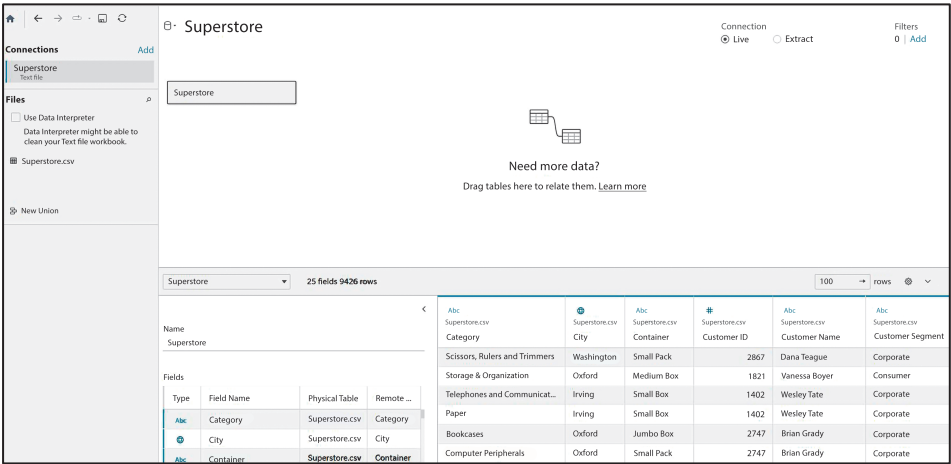 Superstore
Connection
Live
Extract
Filters
0 | Add
Connections
Add
Superstore
Text file
Files
Use Data Interpreter
Data Interpreter might be able to
clean your Text file workbook.
Superstore.csv
New Union
Superstore
Need more data?
Drag tables here to relate them. Learn more
Superstore
25 fields 9426 rows
100
rows
Name
Superstore
Fields
Type Field Name Physical Table Remote ...
Abc Category Superstore.csv Category
City Superstore.csv City
Abc Container Superstore.csv Container
Abc Abc # Abc Abc
Superstore.csv Superstore.csv Superstore.csv Superstore.csv Superstore.csv Superstore.csv
Category City Container Customer ID Customer Name Customer Segment
Scissors, Rulers and Trimmers Washington Small Pack 2867 Dana Teague Corporate
Storage & Organization Oxford Medium Box 1821 Vanessa Boyer Consumer
Telephones and Communicat... Irving Small Box 1402 Wesley Tate Corporate
Paper Irving Small Box 1402 Wesley Tate Corporate
Bookcases Oxford Jumbo Box 2747 Brian Grady Corporate
Computer Peripherals Oxford Small Pack 2747 Brian Grady Corporate